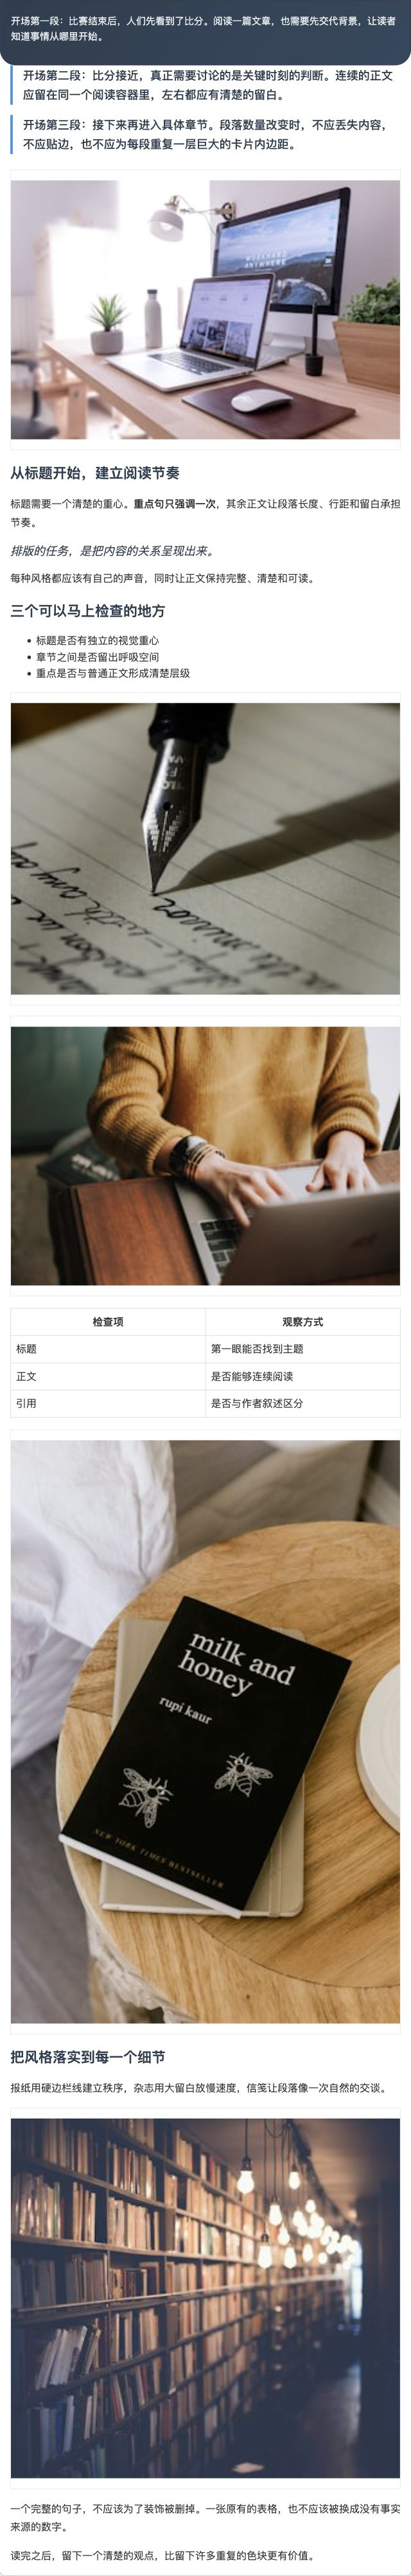 开场第一段：比赛结束后，人们先看到了比分。阅读一篇文章，也需要先交代背景，让读者
知道事情从哪里开始。
开场第二段：比分接近，真正需要讨论的是关键时刻的判断。连续的正文
应留在同一个阅读容器里，左右都应有清楚的留白。
开场第三段：接下来再进入具体章节。段落数量改变时，不应丢失内容，
不应贴边，也不应为每段重复一层巨大的卡片内边距。
从标题开始，建立阅读节奏
标题需要一个清楚的重心。重点句只强调一次，其余正文让段落长度、行距和留白承担
节奏。
排版的任务，是把内容的关系呈现出来。
每种风格都应该有自己的声音，同时让正文保持完整、清楚和可读。
三个可以马上检查的地方
• 标题是否有独立的视觉重心
• 章节之间是否留出呼吸空间
• 重点是否与普通正文形成清楚层级
检查项 观察方式
标题 第一眼能否找到主题
正文 是否能够连续阅读
引用 是否与作者叙述区分
milk and
honey
rupi kaur
NEW YORK TIMES BESTSELLER
把风格落实到每一个细节
报纸用硬边栏线建立秩序，杂志用大留白放慢速度，信笺让段落像一次自然的交谈。
一个完整的句子，不应该为了装饰被删掉。一张原有的表格，也不应该被换成没有事实
来源的数字。
读完之后，留下一个清楚的观点，比留下许多重复的色块更有价值。